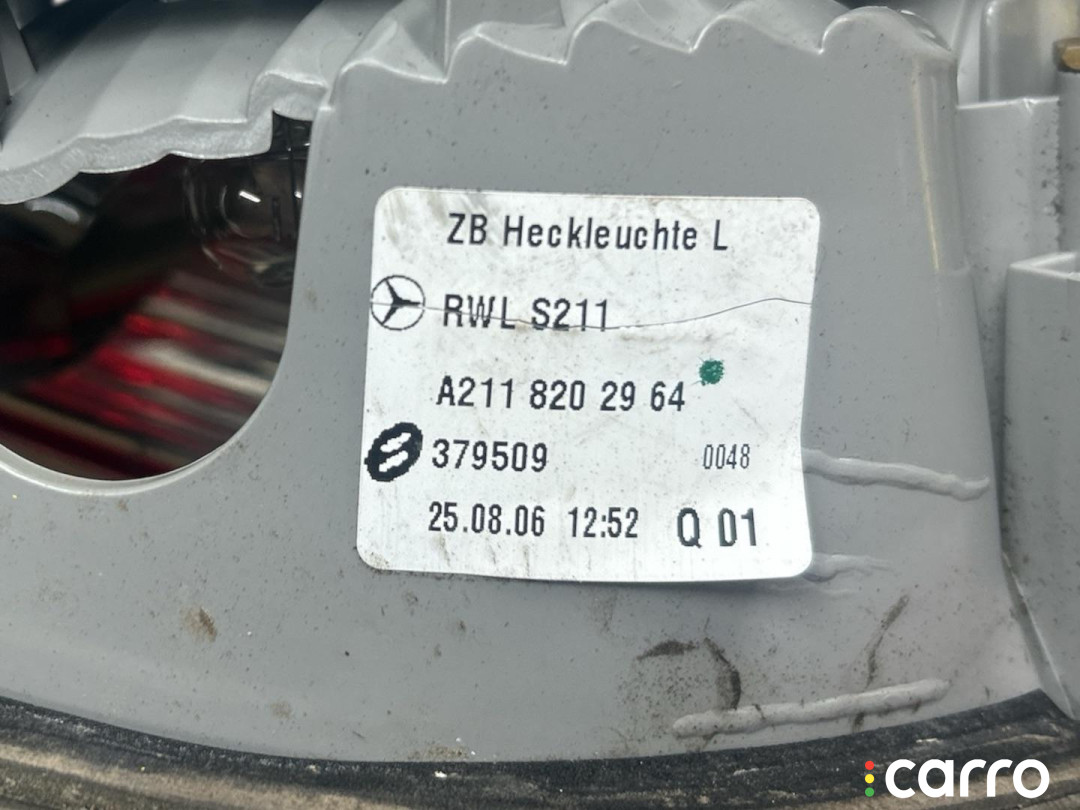 ZB Heckleuchte L
RWL S211
A211 820 29 64
379509 0048
25.08.06 12:52 Q 01
carro